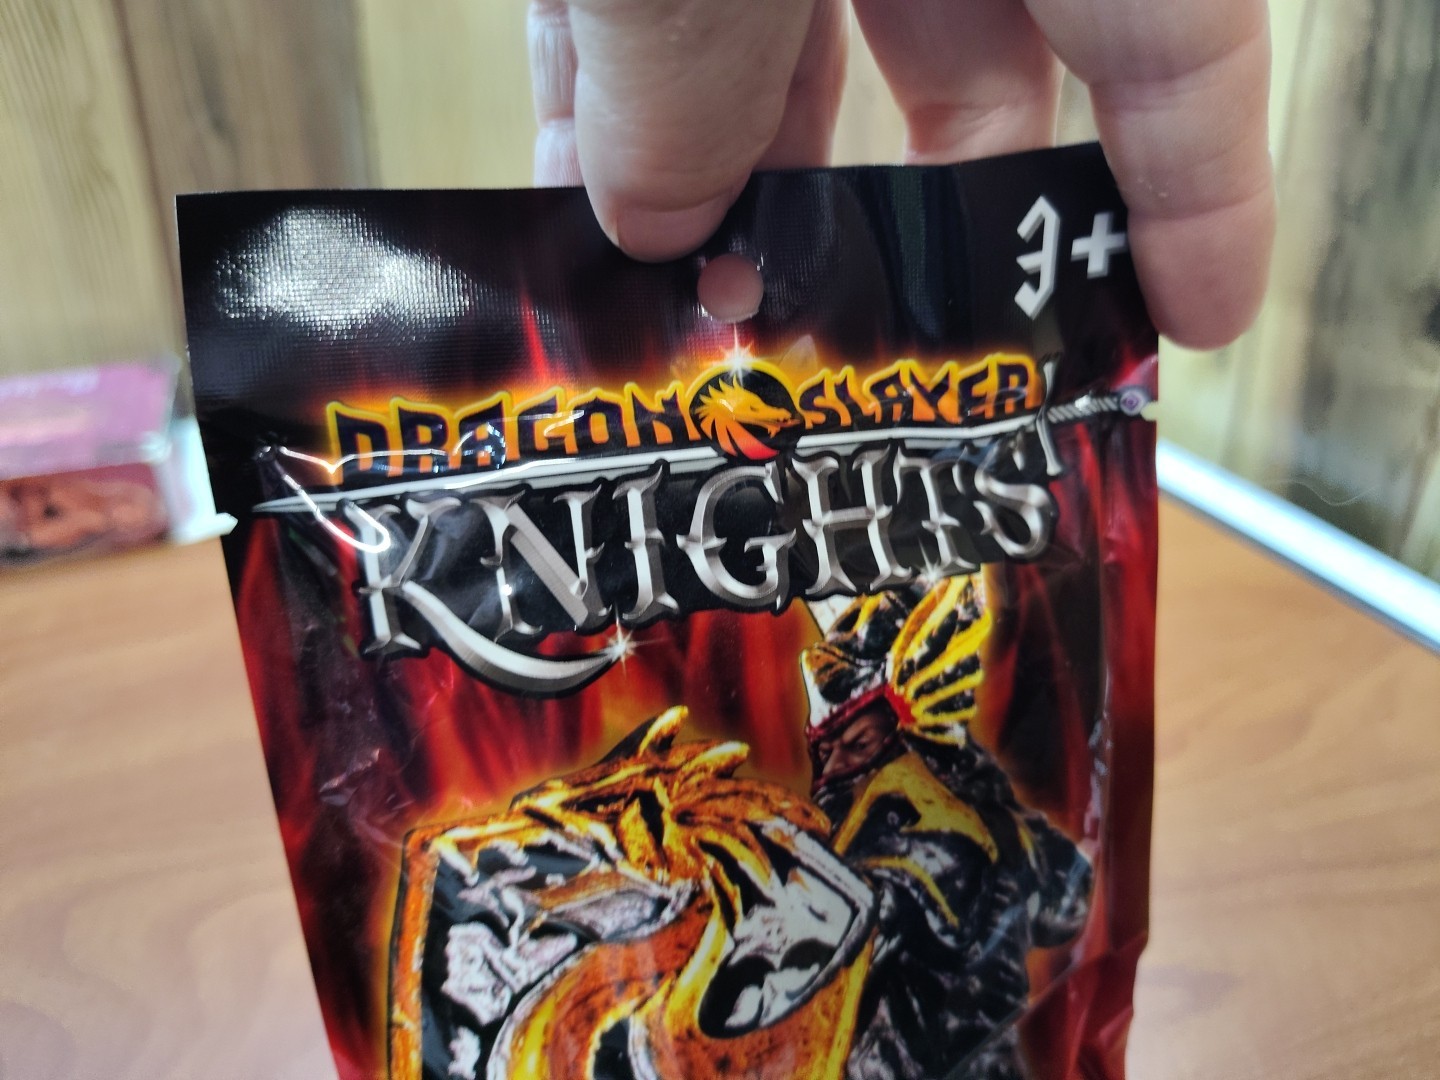 3+
DRAGON SLAYER
KNIGHTS